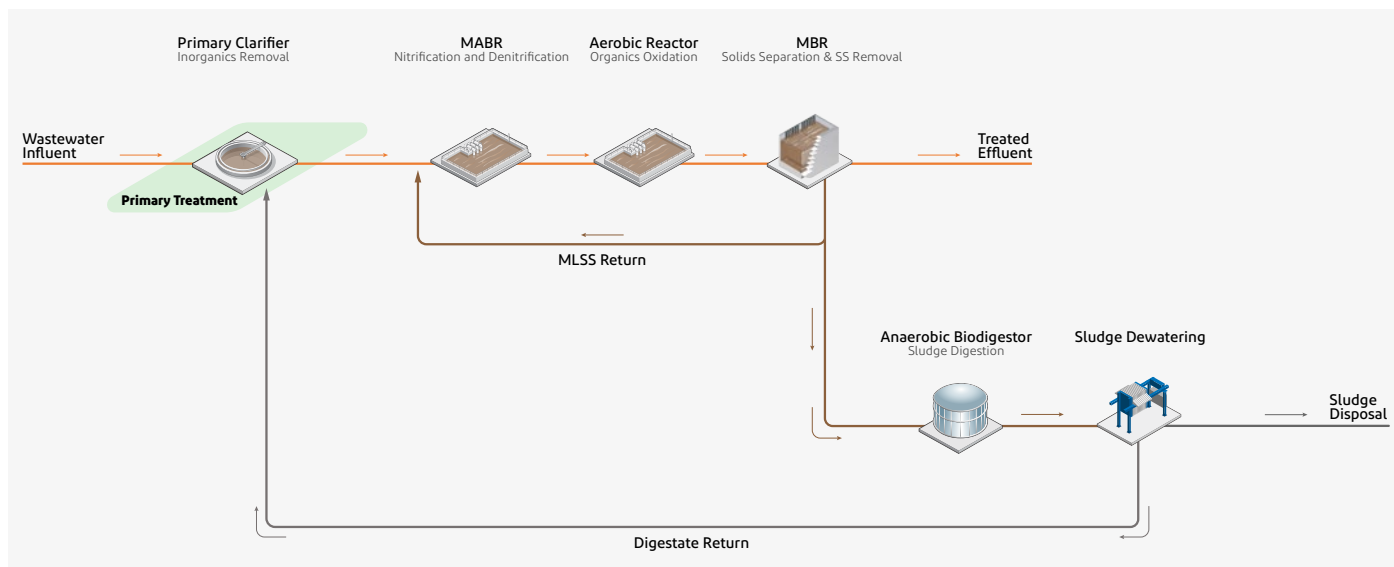 Primary Clarifier
Inorganics Removal
MABR
Nitrification and Denitrification
Aerobic Reactor
Organics Oxidation
MBR
Solids Separation & SS Removal
Wastewater
Influent
Treated
Effluent
Primary Treatment
MLSS Return
Anaerobic Biodigestor
Sludge Digestion
Sludge Dewatering
Sludge
Disposal
Digestate Return